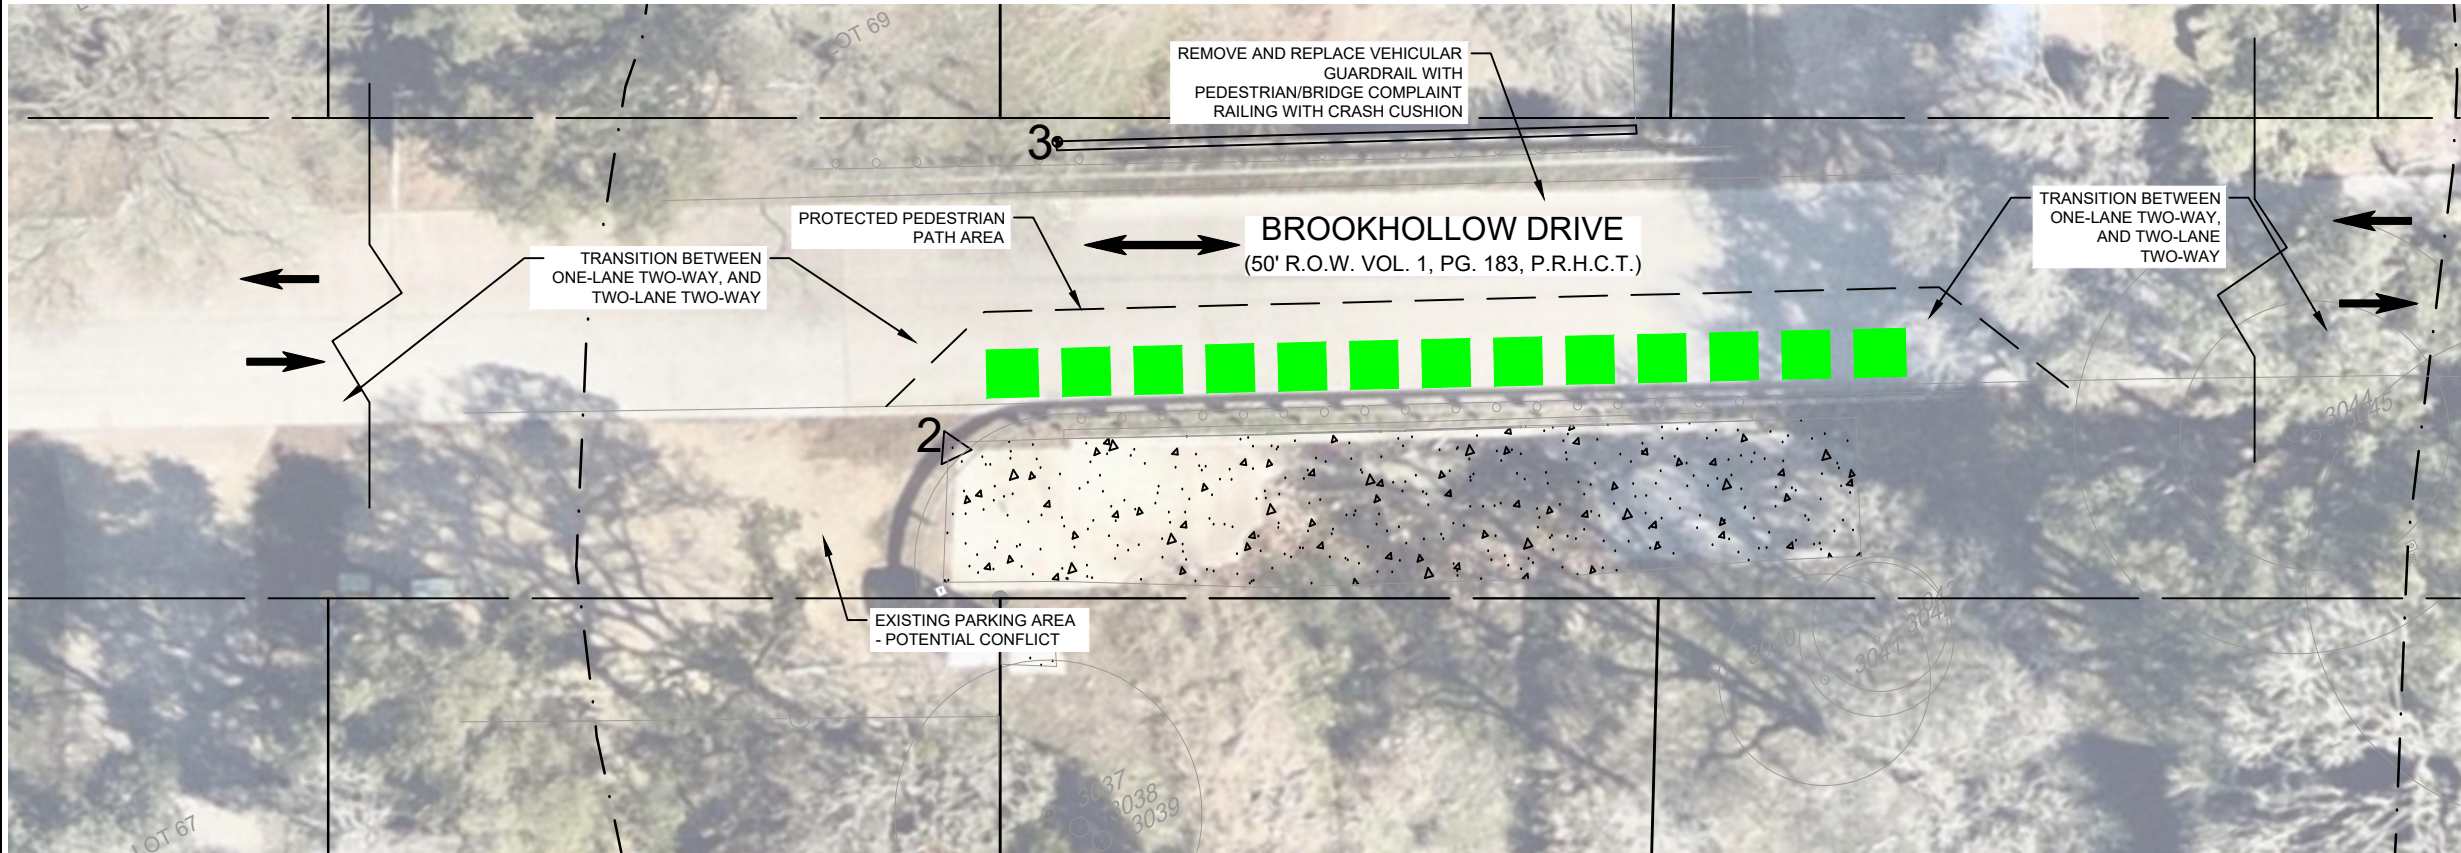 LOT 69
REMOVE AND REPLACE VEHICULAR
GUARDRAIL WITH
PEDESTRIAN/BRIDGE COMPLAINT
RAILING WITH CRASH CUSHION
3
PROTECTED PEDESTRIAN
PATH AREA
BROOKHOLLOW DRIVE
(50' R.O.W. VOL. 1, PG. 183, P.R.H.C.T.)
TRANSITION BETWEEN
ONE-LANE TWO-WAY,
AND TWO-LANE
TWO-WAY
TRANSITION BETWEEN
ONE-LANE TWO-WAY, AND
TWO-LANE TWO-WAY
2
3044
3045
EXISTING PARKING AREA
- POTENTIAL CONFLICT
3040
3041
3037
3038
3039
LOT 67